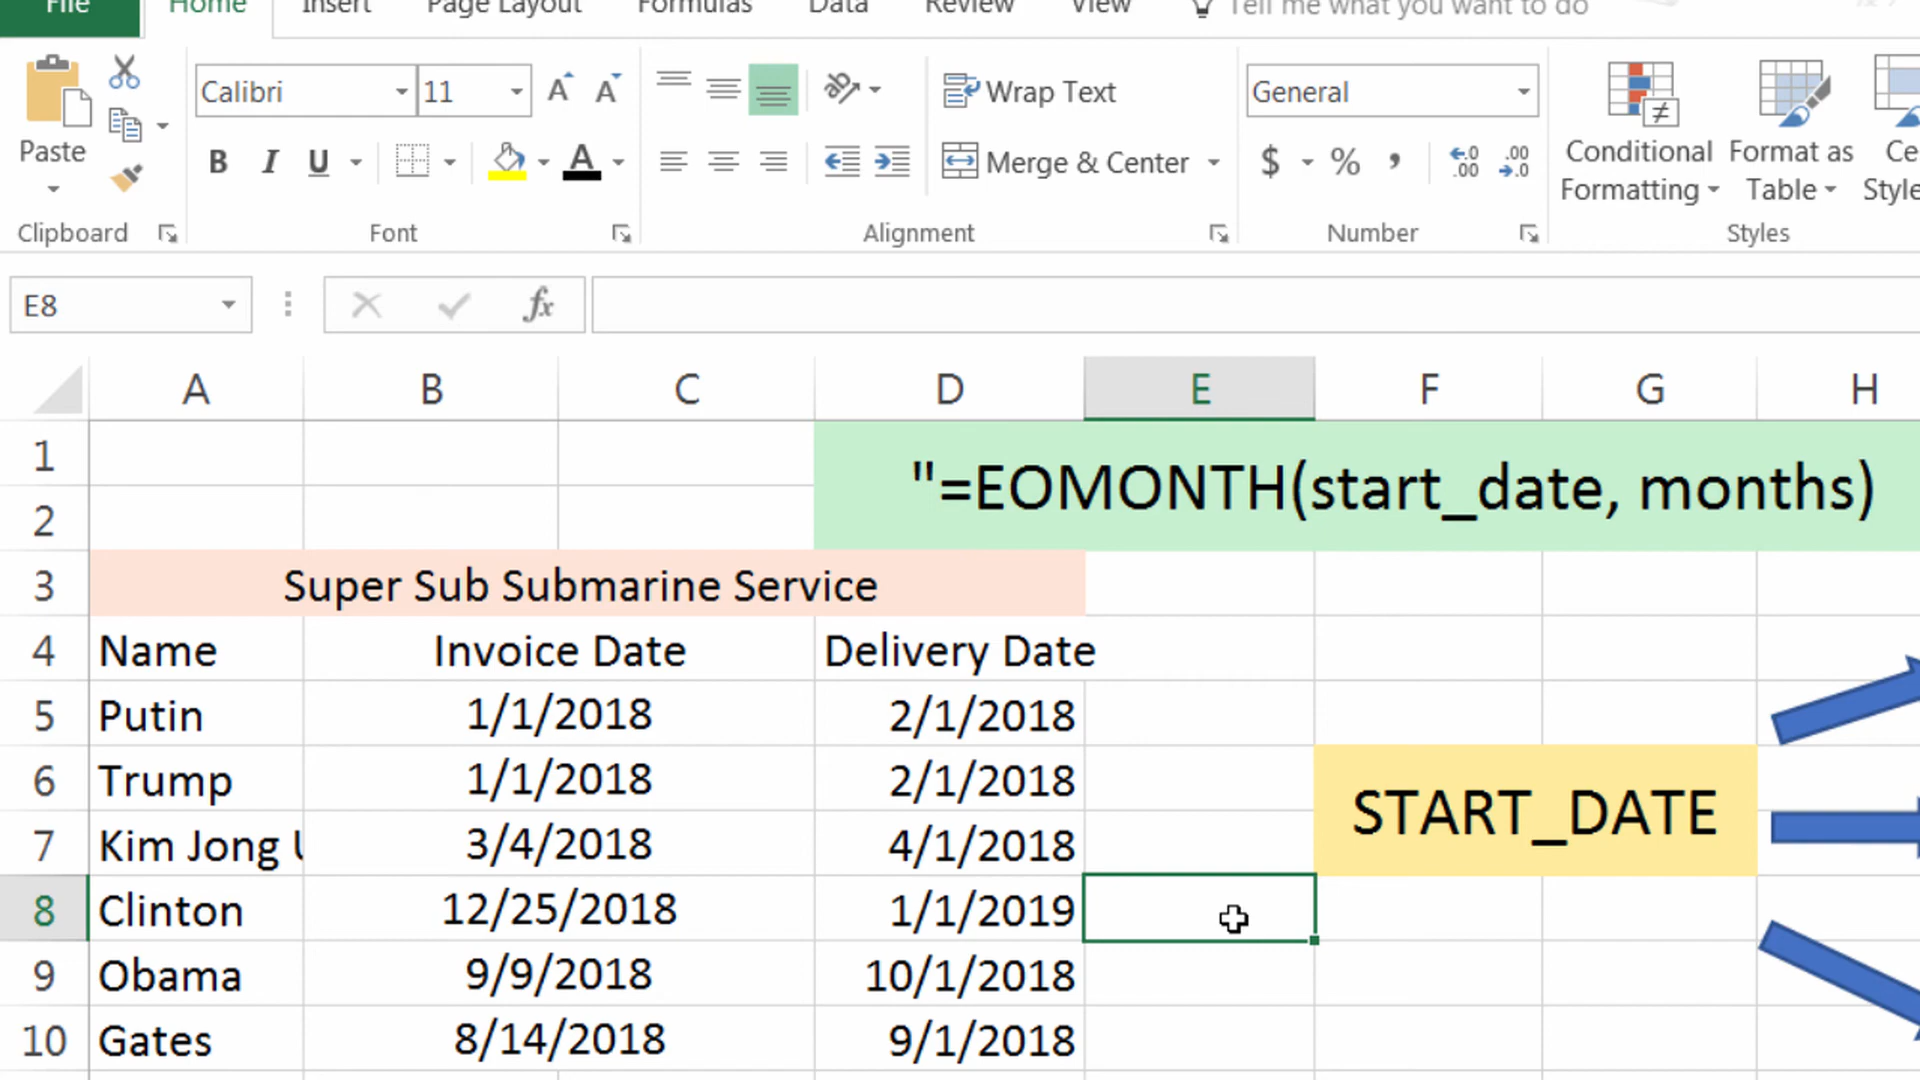 File Home Insert Page Layout Formulas Data Review View Tell me what you want to do
Calibri 11 A A Wrap Text General
Paste B I U A Merge & Center $ % , .0 .00 .00 .0 Conditional Formatting Format as Table
Clipboard Font Alignment Number Styles
E8 fx
A B C D E F G H
1 "=EOMONTH(start_date, months)
2
3 Super Sub Submarine Service
4 Name Invoice Date Delivery Date
5 Putin 1/1/2018 2/1/2018
6 Trump 1/1/2018 2/1/2018
START_DATE
7 Kim Jong 3/4/2018 4/1/2018
8 Clinton 12/25/2018 1/1/2019
9 Obama 9/9/2018 10/1/2018
10 Gates 8/14/2018 9/1/2018